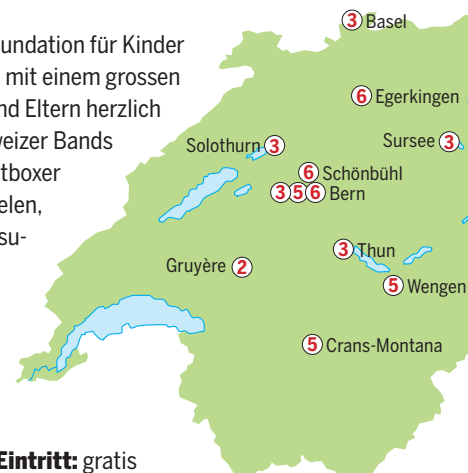 undation für Kinder
mit einem grossen
nd Eltern herzlich
weizer Bands
tboxer
elen,
su-
3 Basel
6 Egerkingen
Solothurn 3
Sursee 3
6 Schönbühl
3 5 6 Bern
3 Thun
Gruyère 2
5 Wengen
5 Crans-Montana
Eintritt: gratis